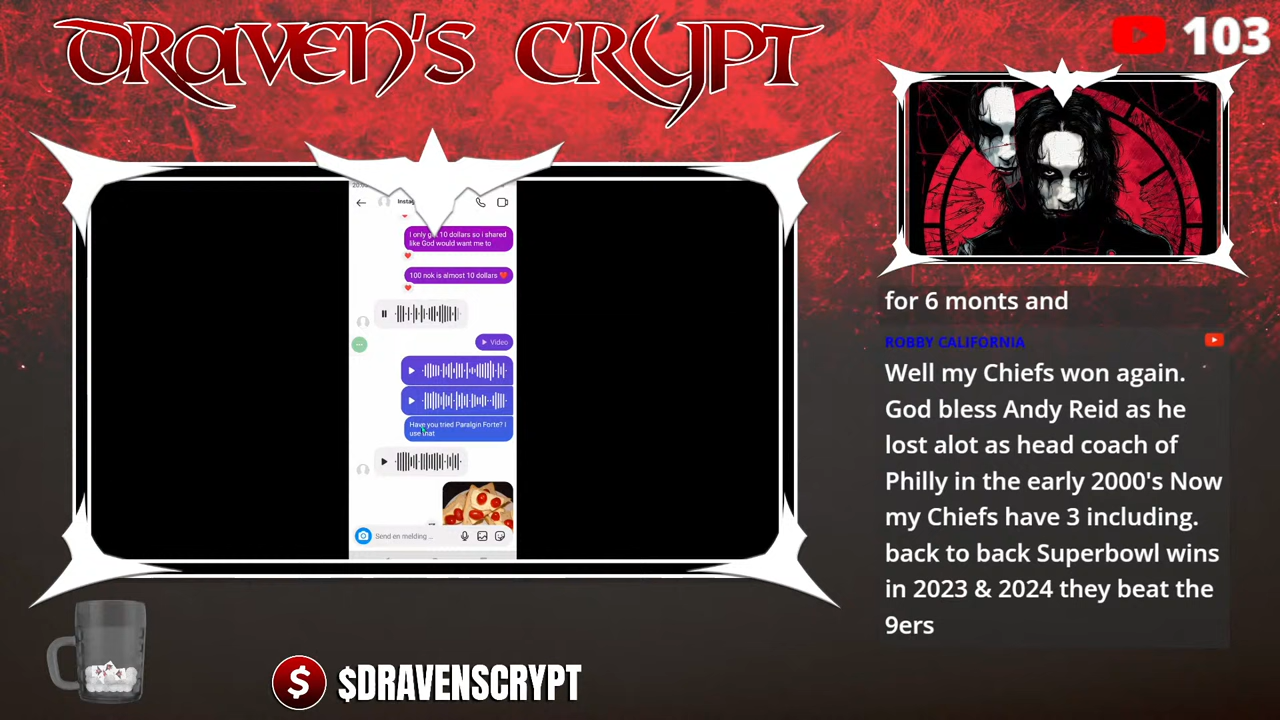 DRAVEN'S CRYPT
103
I only got 10 dollars so i shared
like God would want me to
100 nok is almost 10 dollars ❤️
Video
Have you tried Paralgin Forte? I
use that
Send en melding ...
for 6 monts and
ROBBY CALIFORNIA
Well my Chiefs won again.
God bless Andy Reid as he
lost alot as head coach of
Philly in the early 2000's Now
my Chiefs have 3 including.
back to back Superbowl wins
in 2023 & 2024 they beat the
9ers
$ $DRAVENSCRYPT